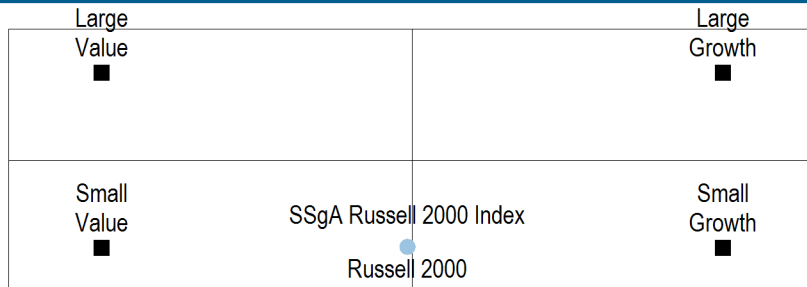 Large
Value
Large
Growth
Small
Value
SSgA Russell 2000 Index
Russell 2000
Small
Growth